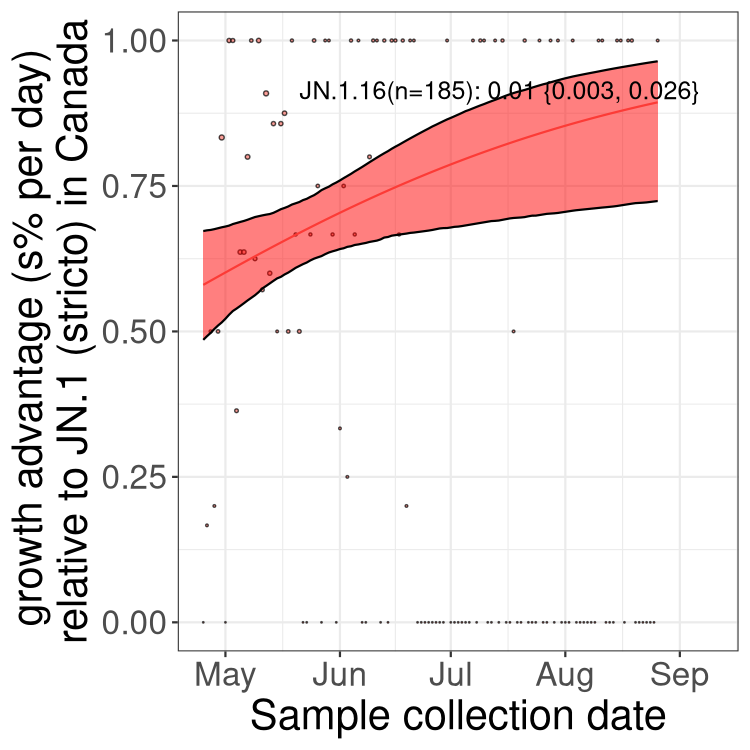 growth advantage (s% per day)
relative to JN.1 (stricto) in Canada
1.00
0.75
0.50
0.25
0.00
JN.1.16(n=185): 0.01 {0.003, 0.026}
May Jun Jul Aug Sep
Sample collection date